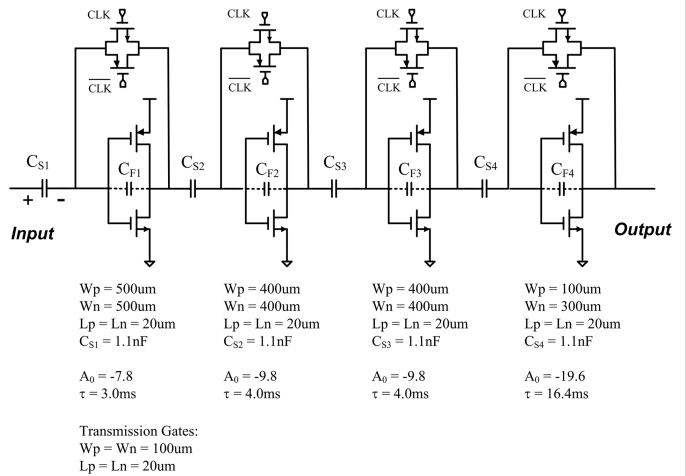 CLK CLK CLK CLK
CLK CLK CLK CLK
CS1 CF1 CS2 CF2 CS3 CF3 CS4 CF4
+ -
Input Output
Wp = 500um
Wn = 500um
Lp = Ln = 20um
CS1 = 1.1nF
A0 = -7.8
τ = 3.0ms
Wp = 400um
Wn = 400um
Lp = Ln = 20um
CS2 = 1.1nF
A0 = -9.8
τ = 4.0ms
Wp = 400um
Wn = 400um
Lp = Ln = 20um
CS3 = 1.1nF
A0 = -9.8
τ = 4.0ms
Wp = 100um
Wn = 300um
Lp = Ln = 20um
CS4 = 1.1nF
A0 = -19.6
τ = 16.4ms
Transmission Gates:
Wp = Wn = 100um
Lp = Ln = 20um